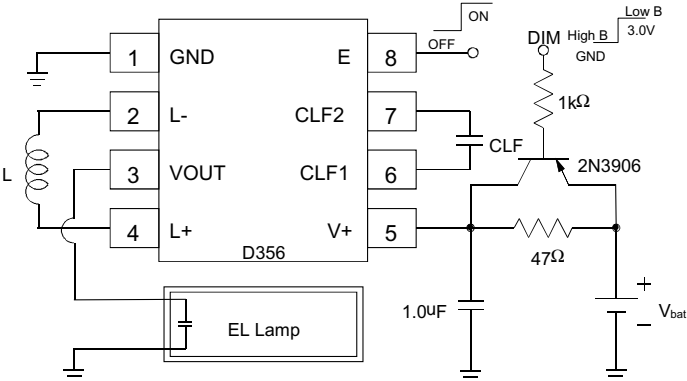 ON
OFF
DIM
High B
Low B
3.0V
GND
1 GND
E 8
2 L-
CLF2 7
1kΩ
L
3 VOUT
CLF1 6
CLF
2N3906
4 L+
V+ 5
D356
47Ω
EL Lamp
1.0uF
+
Vbat
−